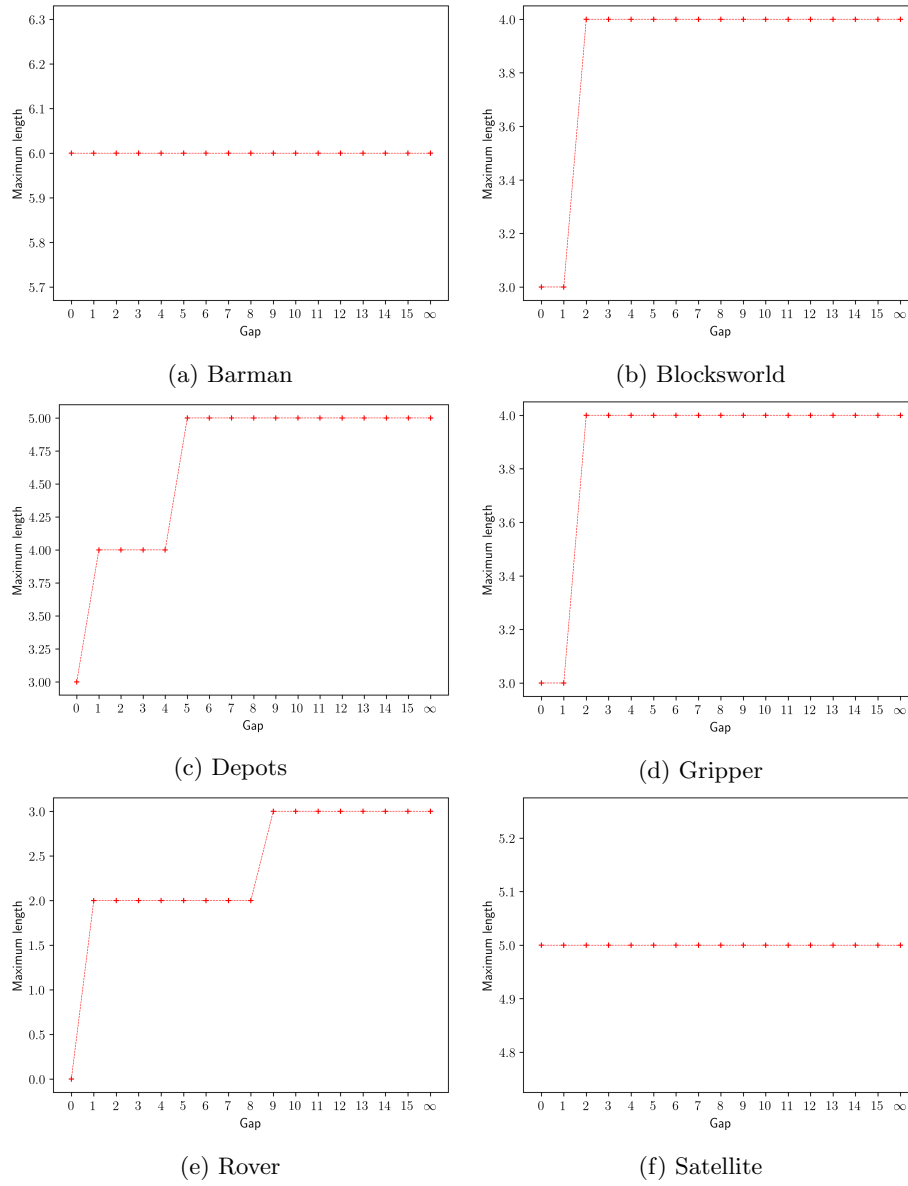 6.3
6.2
6.1
6.0
5.9
5.8
5.7
Maximum length
0 1 2 3 4 5 6 7 8 9 10 11 12 13 14 15 ∞
Gap
(a) Barman
4.0
3.8
3.6
3.4
3.2
3.0
Maximum length
0 1 2 3 4 5 6 7 8 9 10 11 12 13 14 15 ∞
Gap
(b) Blocksworld
5.00
4.75
4.50
4.25
4.00
3.75
3.50
3.25
3.00
Maximum length
0 1 2 3 4 5 6 7 8 9 10 11 12 13 14 15 ∞
Gap
(c) Depots
4.0
3.8
3.6
3.4
3.2
3.0
Maximum length
0 1 2 3 4 5 6 7 8 9 10 11 12 13 14 15 ∞
Gap
(d) Gripper
3.0
2.5
2.0
1.5
1.0
0.5
0.0
Maximum length
0 1 2 3 4 5 6 7 8 9 10 11 12 13 14 15 ∞
Gap
(e) Rover
5.2
5.1
5.0
4.9
4.8
Maximum length
0 1 2 3 4 5 6 7 8 9 10 11 12 13 14 15 ∞
Gap
(f) Satellite